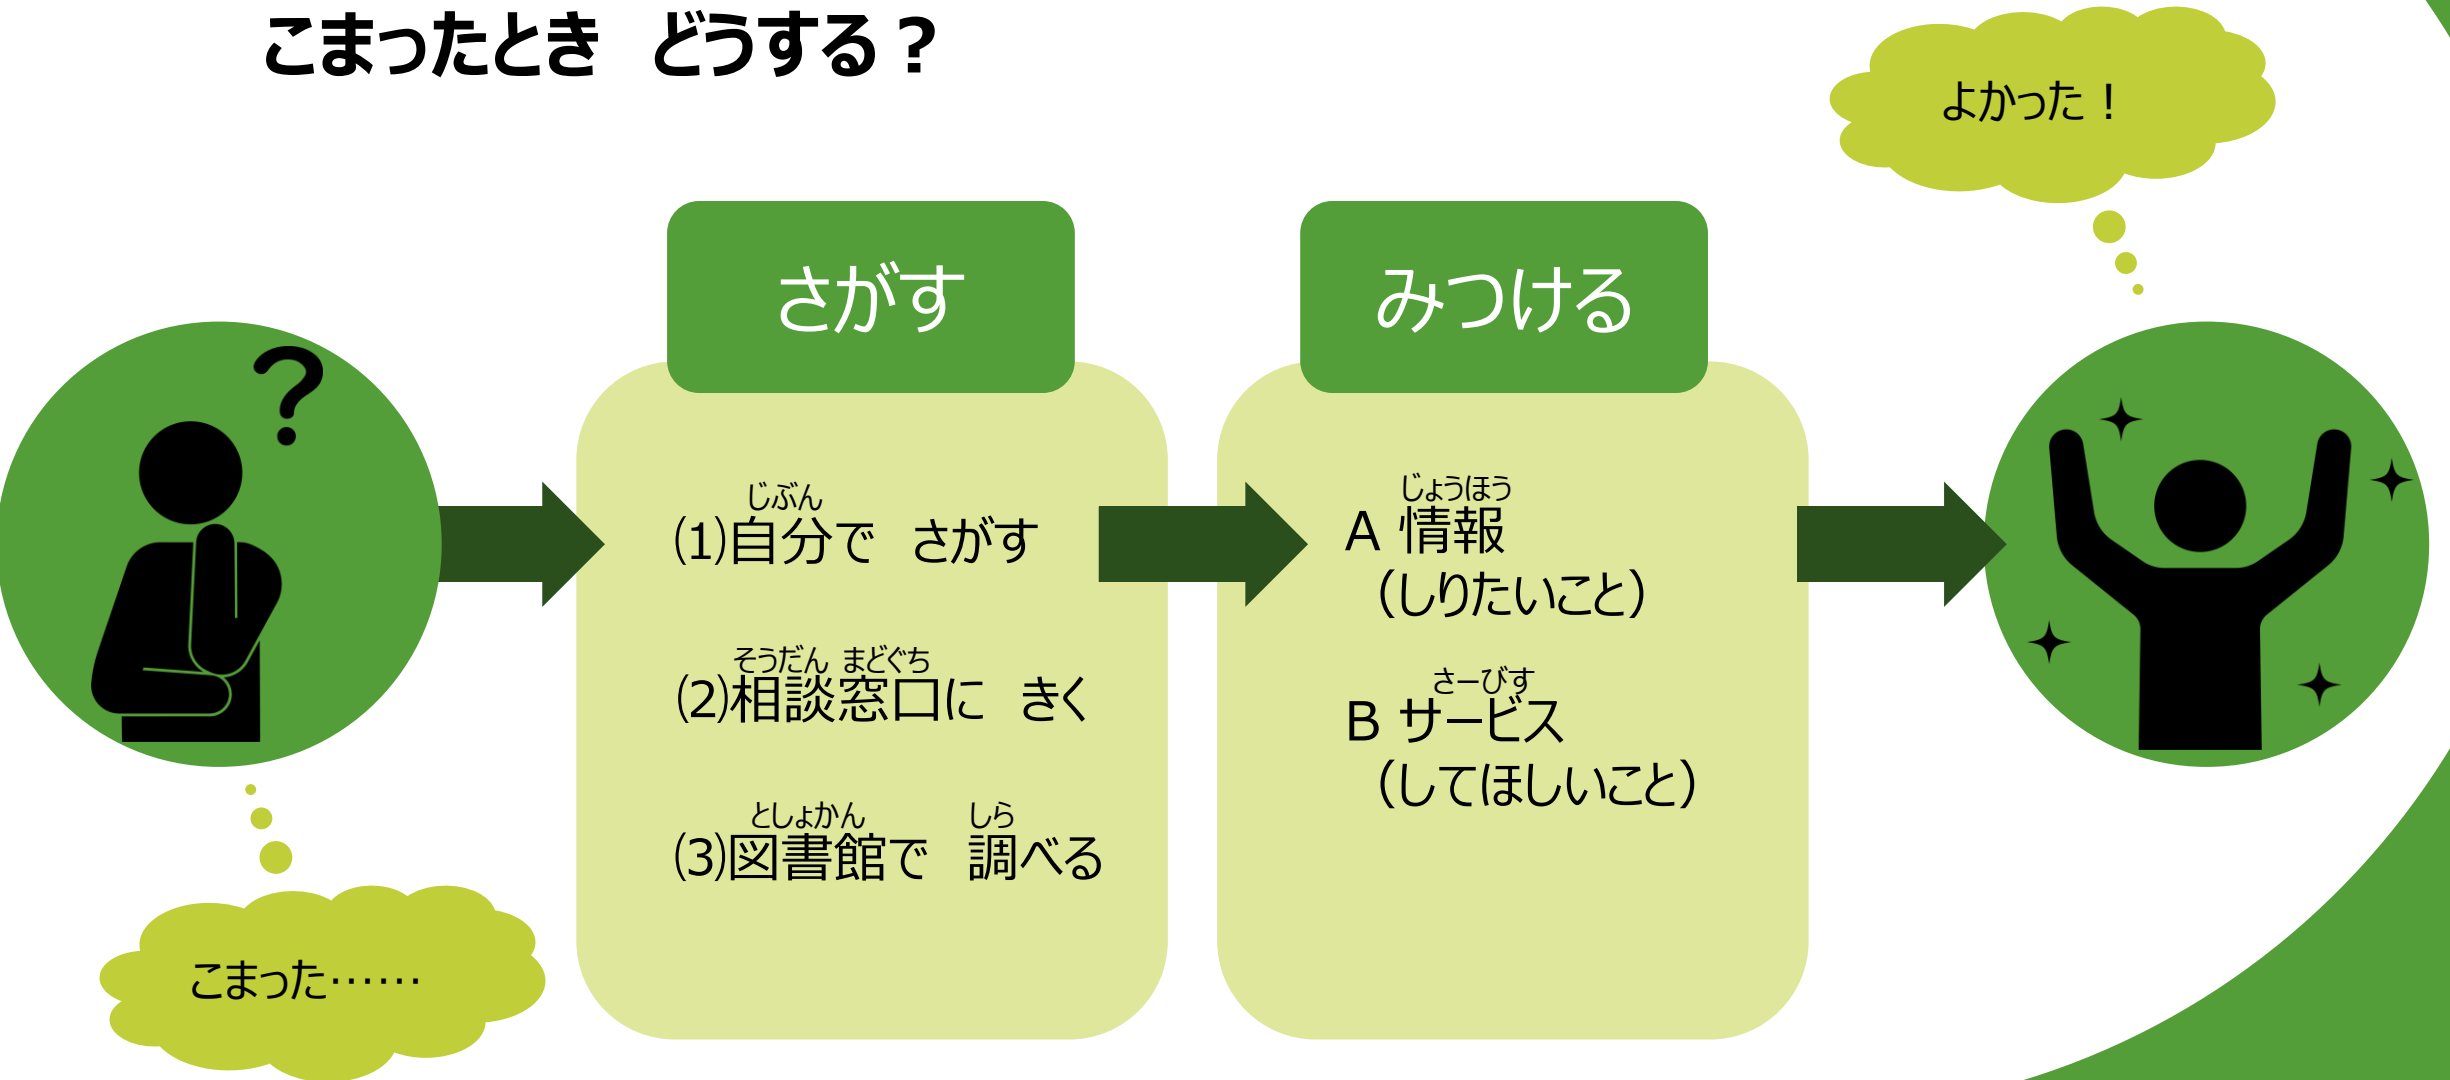 こまったとき　どうする？
よかった！
さがす
じぶん
(1)自分で　さがす
そうだん まどぐち
(2)相談窓口に　きく
としょかん　しら
(3)図書館で　調べる
みつける
じょうほう
A 情報
（しりたいこと）
さーびす
B サービス
（してほしいこと）
こまった……